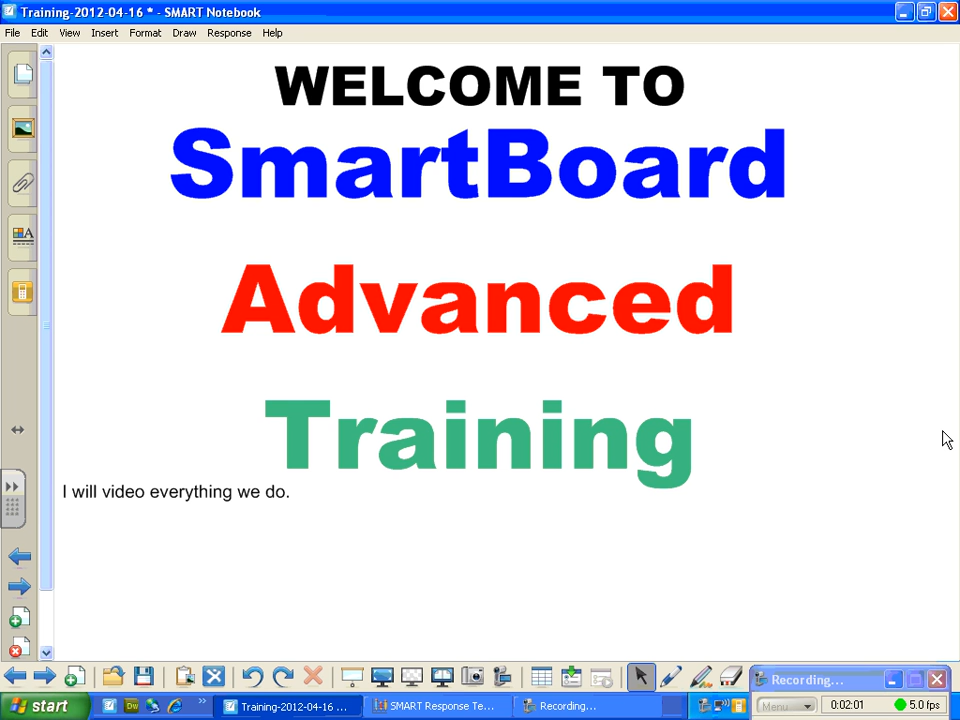 Training-2012-04-16 * - SMART Notebook
File Edit View Insert Format Draw Response Help
WELCOME TO
SmartBoard
Advanced
Training
I will video everything we do.
Recording...
start
Training-2012-04-16 ...
SMART Response Te...
Recording...
Menu
0:02:01
5.0 fps